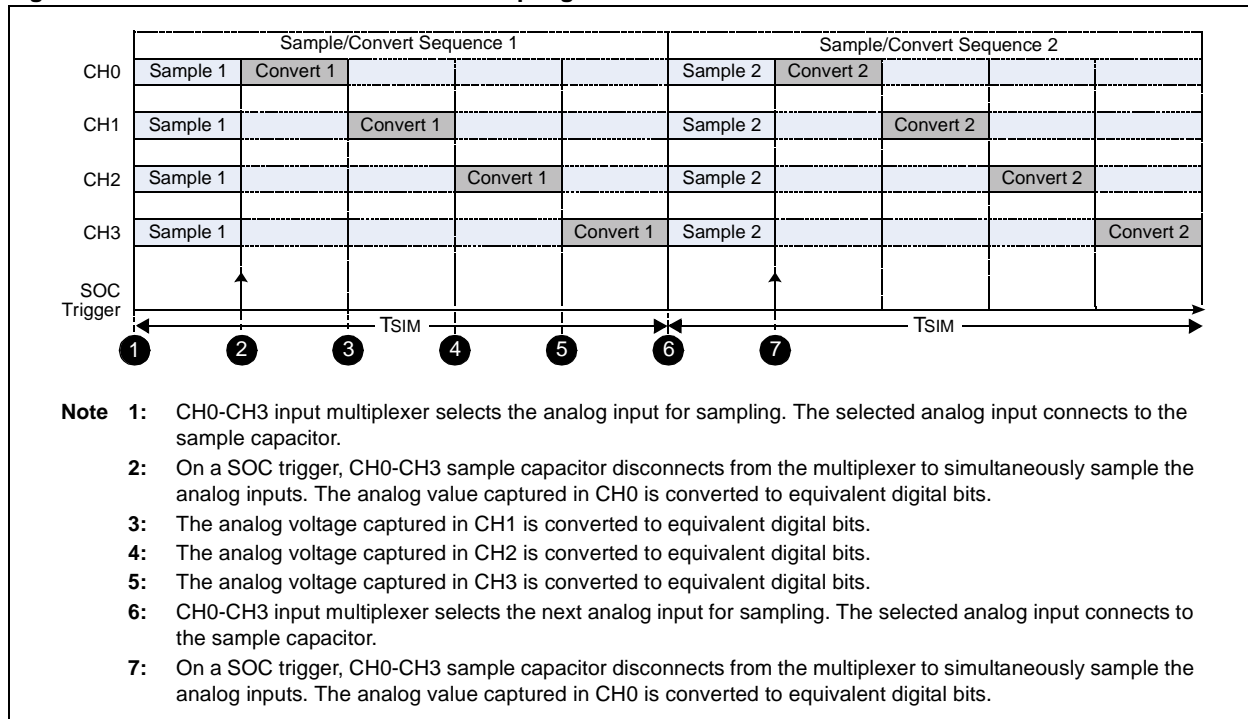 Sample/Convert Sequence 1 Sample/Convert Sequence 2
CH0 Sample 1 Convert 1 Sample 2 Convert 2
CH1 Sample 1 Convert 1 Sample 2 Convert 2
CH2 Sample 1 Convert 1 Sample 2 Convert 2
CH3 Sample 1 Convert 1 Sample 2 Convert 2
SOC
Trigger
TSIM TSIM
1 2 3 4 5 6 7
Note 1: CH0-CH3 input multiplexer selects the analog input for sampling. The selected analog input connects to the
sample capacitor.
2: On a SOC trigger, CH0-CH3 sample capacitor disconnects from the multiplexer to simultaneously sample the
analog inputs. The analog value captured in CH0 is converted to equivalent digital bits.
3: The analog voltage captured in CH1 is converted to equivalent digital bits.
4: The analog voltage captured in CH2 is converted to equivalent digital bits.
5: The analog voltage captured in CH3 is converted to equivalent digital bits.
6: CH0-CH3 input multiplexer selects the next analog input for sampling. The selected analog input connects to
the sample capacitor.
7: On a SOC trigger, CH0-CH3 sample capacitor disconnects from the multiplexer to simultaneously sample the
analog inputs. The analog value captured in CH0 is converted to equivalent digital bits.